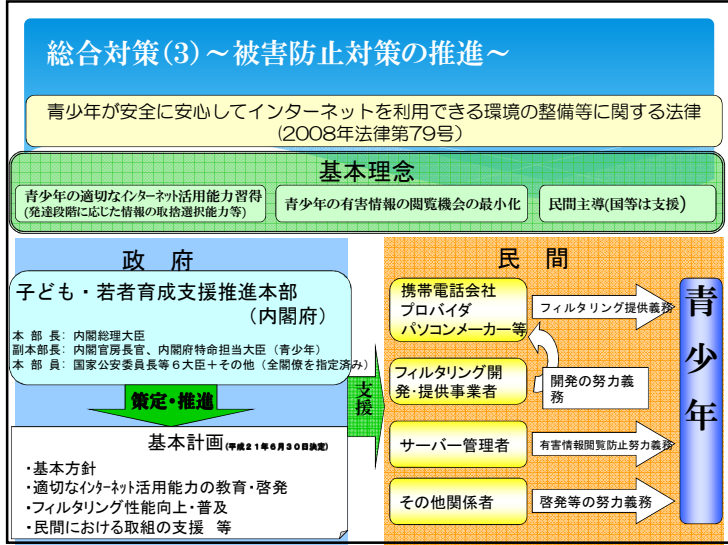 総合対策(3)～被害防止対策の推進～
青少年が安全に安心してインターネットを利用できる環境の整備等に関する法律
(2008年法律第79号)
基本理念
青少年の適切なインターネット活用能力習得
(発達段階に応じた情報の取捨選択能力等)
青少年の有害情報の閲覧機会の最小化
民間主導(国等は支援)
政 府
子ども・若者育成支援推進本部
(内閣府)
本 部 長: 内閣総理大臣
副本部長: 内閣官房長官、内閣府特命担当大臣（青少年）
本 部 員: 国家公安委員長等６大臣＋その他（全閣僚を指定済み）
策定・推進
基本計画(平成２１年６月３０日決定)
・基本方針
・適切なインターネット活用能力の教育・啓発
・フィルタリング性能向上・普及
・民間における取組の支援 等
支援
民 間
携帯電話会社
プロバイダ
パソコンメーカー等
フィルタリング提供義務
フィルタリング開
発・提供事業者
開発の努力義
務
サーバー管理者
有害情報閲覧防止努力義務
その他関係者
啓発等の努力義務
青少年